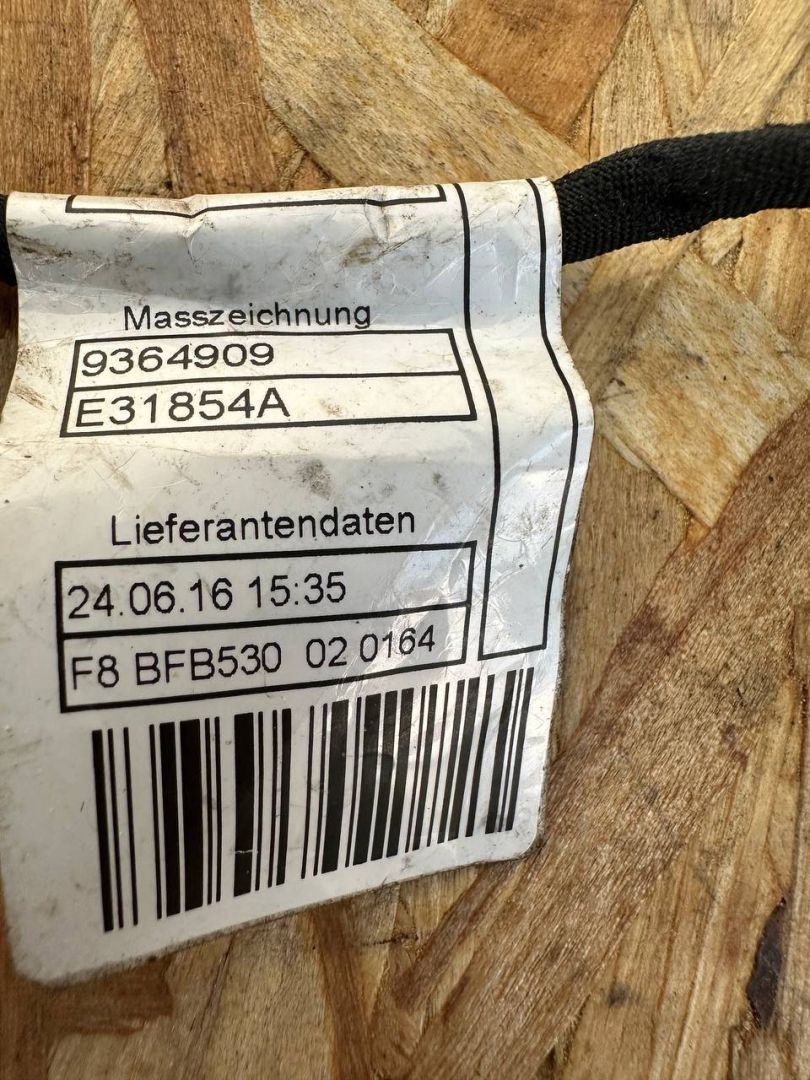 Masszeichnung
9364909
E31854A
Lieferantendaten
24.06.16 15:35
F8 BFB530 02 0164